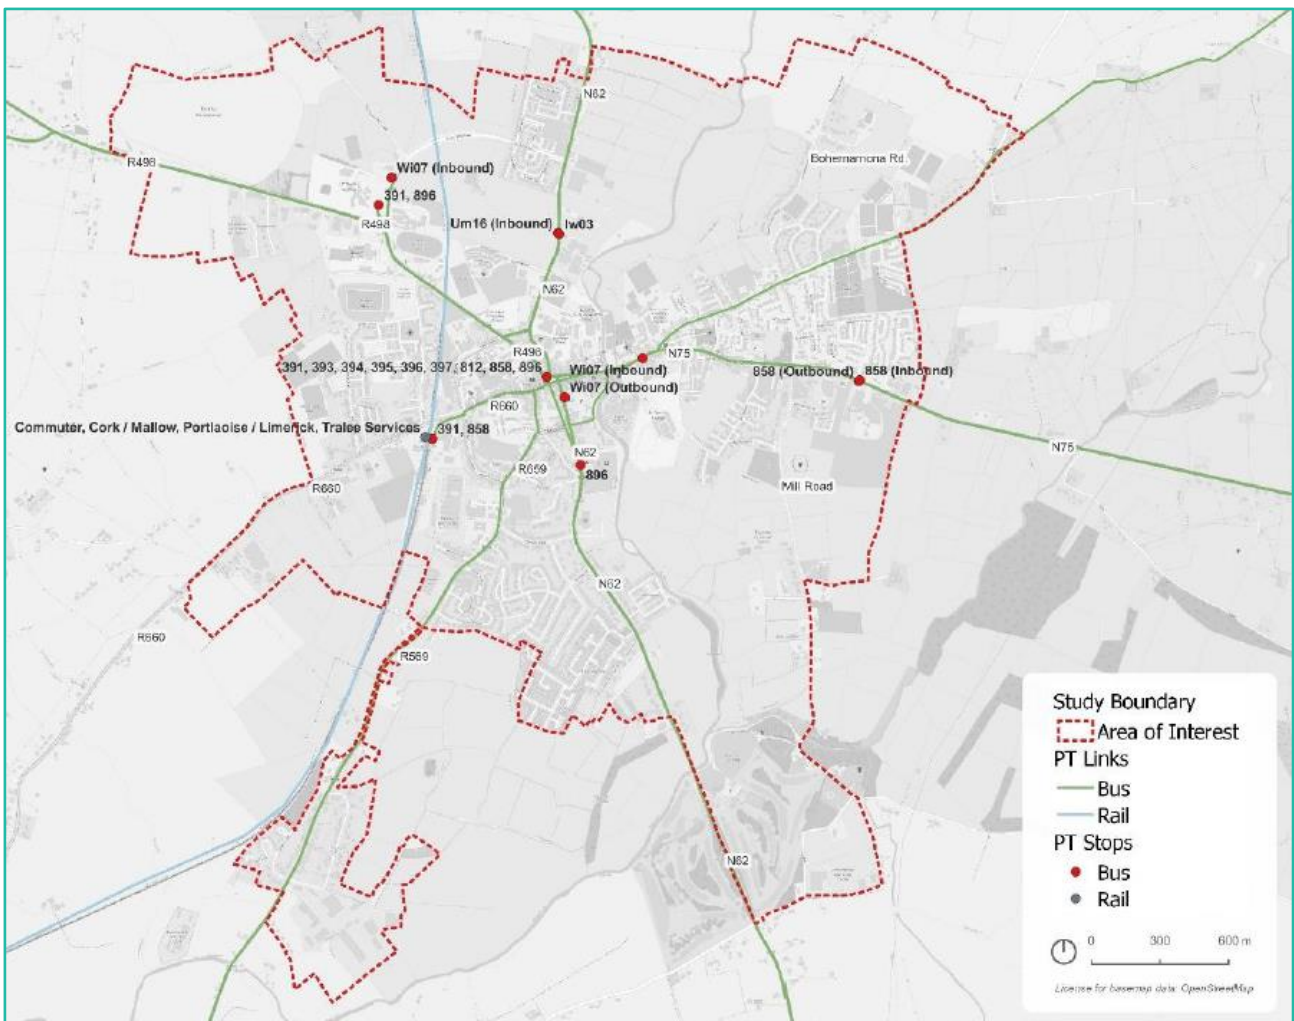 N62
Bohernamona Rd.
R498
Wi07 (Inbound)
391, 896
R498
Um16 (Inbound)
Iw03
N62
R498
N75
391, 393, 394, 395, 396, 397, 812, 858, 896
Wi07 (Inbound)
858 (Outbound)
858 (Inbound)
Wi07 (Outbound)
R660
Commuter, Cork / Mallow, Portlaoise / Limerick, Tralee Services
391, 858
N75
N62
R659
896
R660
Mill Road
N62
R660
R569
N62
Study Boundary
Area of Interest
PT Links
Bus
Rail
PT Stops
Bus
Rail
0 300 600 m
License for basemap data: OpenStreetMap